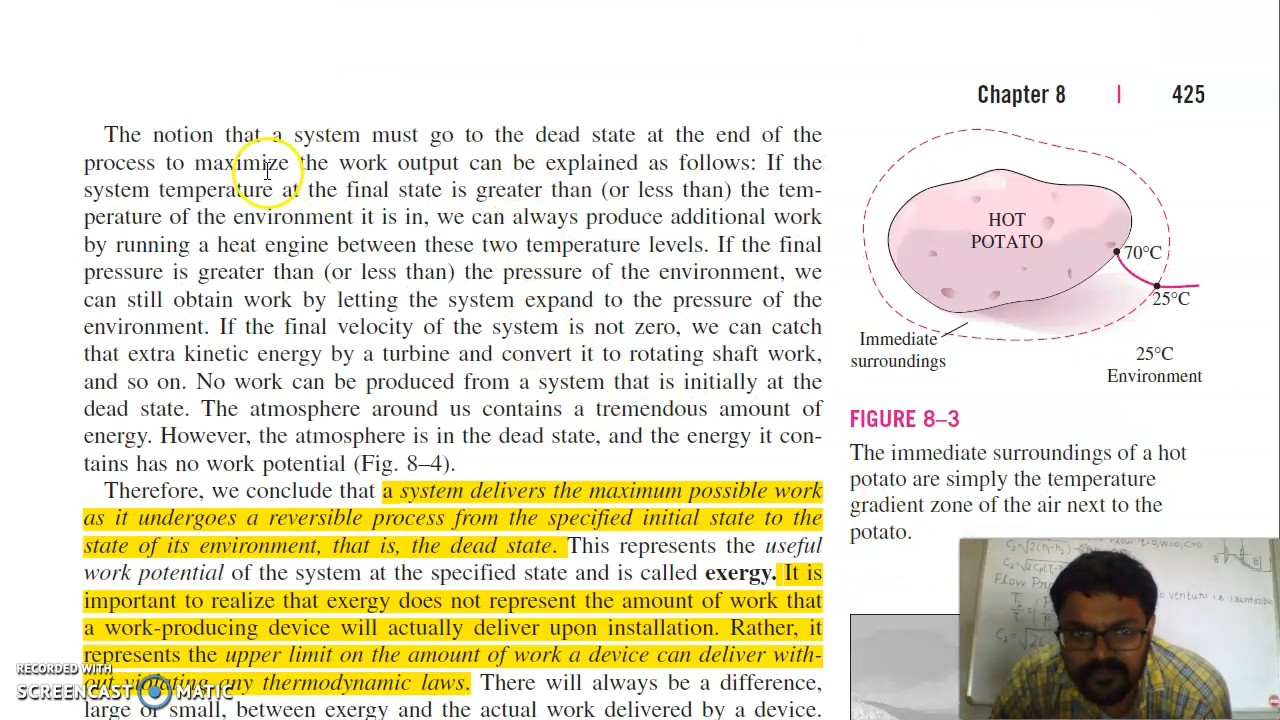 Chapter 8 | 425
The notion that a system must go to the dead state at the end of the
process to maximize the work output can be explained as follows: If the
system temperature at the final state is greater than (or less than) the tem-
perature of the environment it is in, we can always produce additional work
by running a heat engine between these two temperature levels. If the final
pressure is greater than (or less than) the pressure of the environment, we
can still obtain work by letting the system expand to the pressure of the
environment. If the final velocity of the system is not zero, we can catch
that extra kinetic energy by a turbine and convert it to rotating shaft work,
and so on. No work can be produced from a system that is initially at the
dead state. The atmosphere around us contains a tremendous amount of
energy. However, the atmosphere is in the dead state, and the energy it con-
tains has no work potential (Fig. 8–4).
Therefore, we conclude that a system delivers the maximum possible work
as it undergoes a reversible process from the specified initial state to the
state of its environment, that is, the dead state. This represents the useful
work potential of the system at the specified state and is called exergy. It is
important to realize that exergy does not represent the amount of work that
a work-producing device will actually deliver upon installation. Rather, it
represents the upper limit on the amount of work a device can deliver with-
out violating any thermodynamic laws. There will always be a difference,
large or small, between exergy and the actual work delivered by a device.
HOT
POTATO
70°C
25°C
Immediate
surroundings
25°C
Environment
FIGURE 8–3
The immediate surroundings of a hot
potato are simply the temperature
gradient zone of the air next to the
potato.
RECORDED WITH
SCREENCAST MATIC